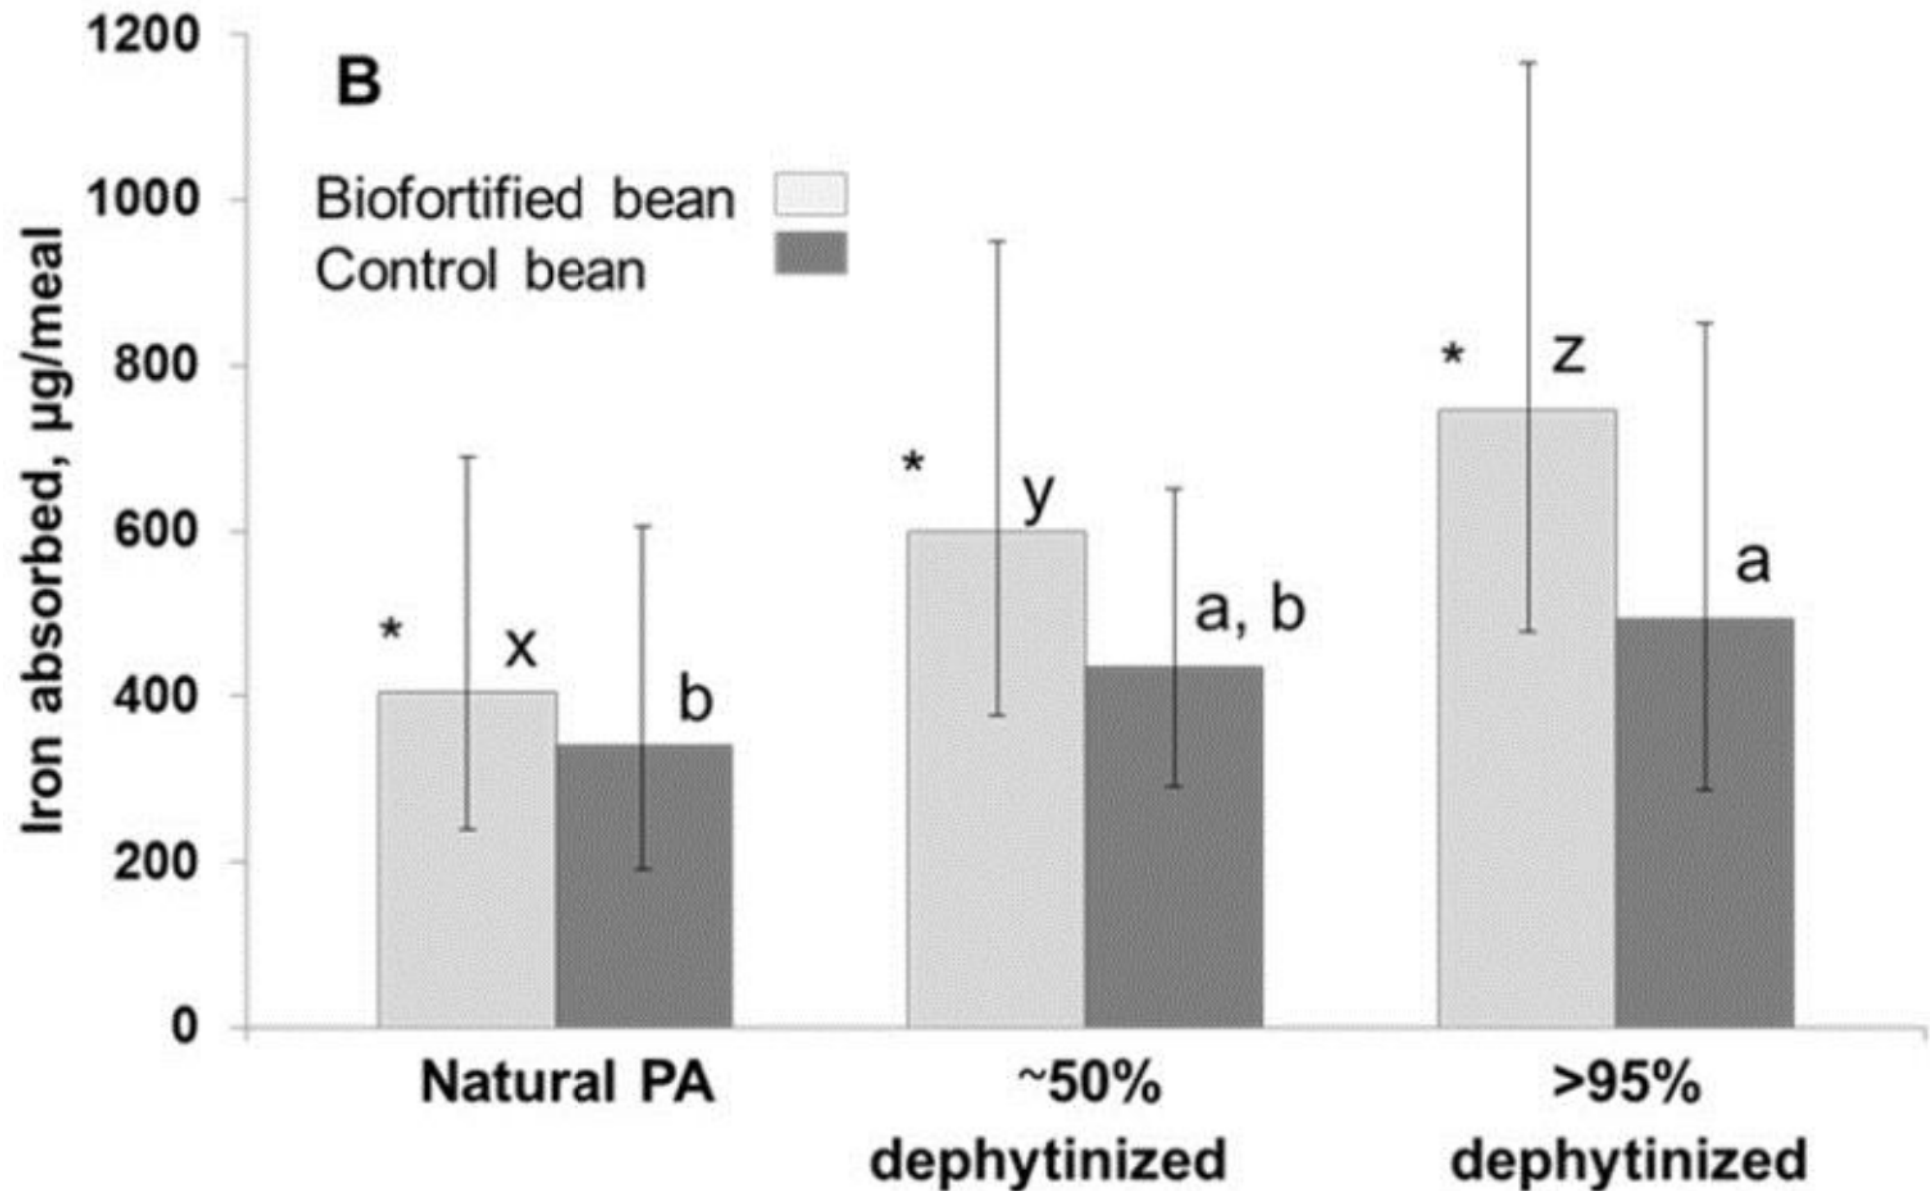 1200
1000
800
600
400
200
0
Iron absorbed, µg/meal
B
Biofortified bean
Control bean
* x
b
* y
a, b
* z
a
Natural PA
~50%
dephytinized
>95%
dephytinized